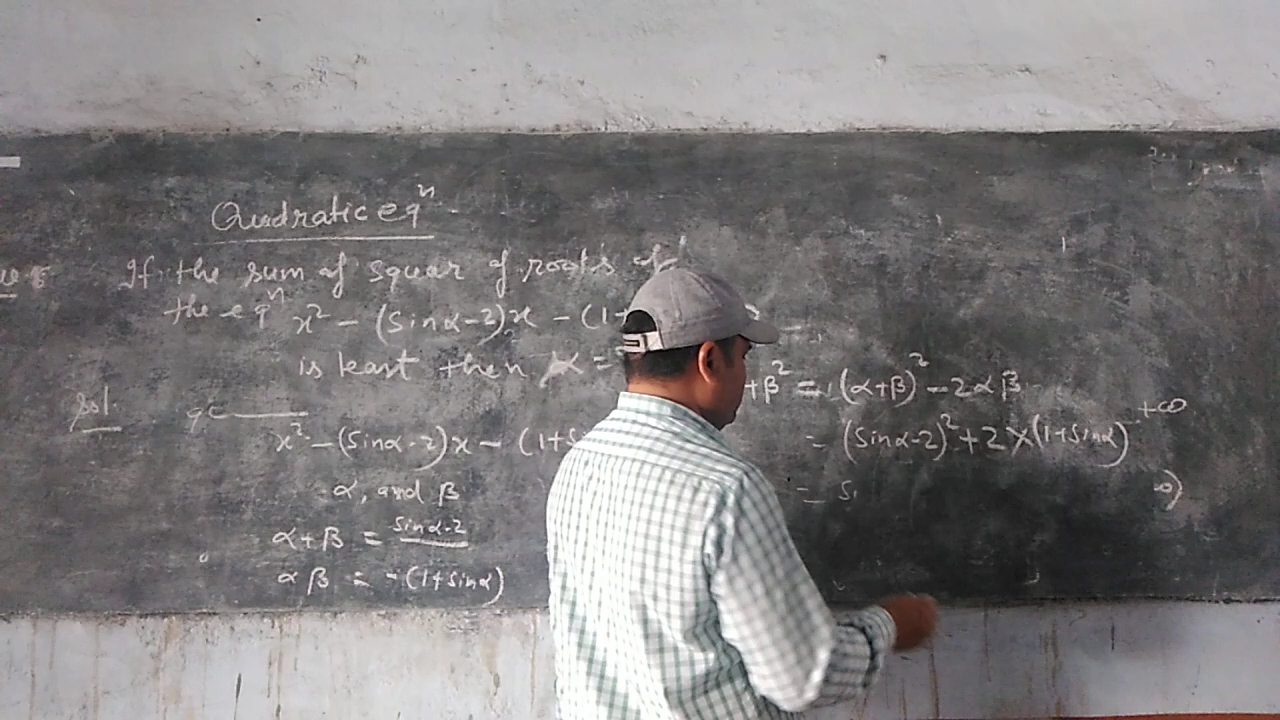 Quadratic eqⁿ
If the sum of squar of roots of
the eqⁿ x² - (Sinα-2)x - (1+
is least then α =
Sol.
x² - (Sinα-2)x - (1+S
α, and β
α+β = Sinα-2
αβ = -(1+Sinα)
+β² = (α+β)² - 2αβ
= (Sinα-2)² + 2×(1+Sinα)
= S
+∞
∞)